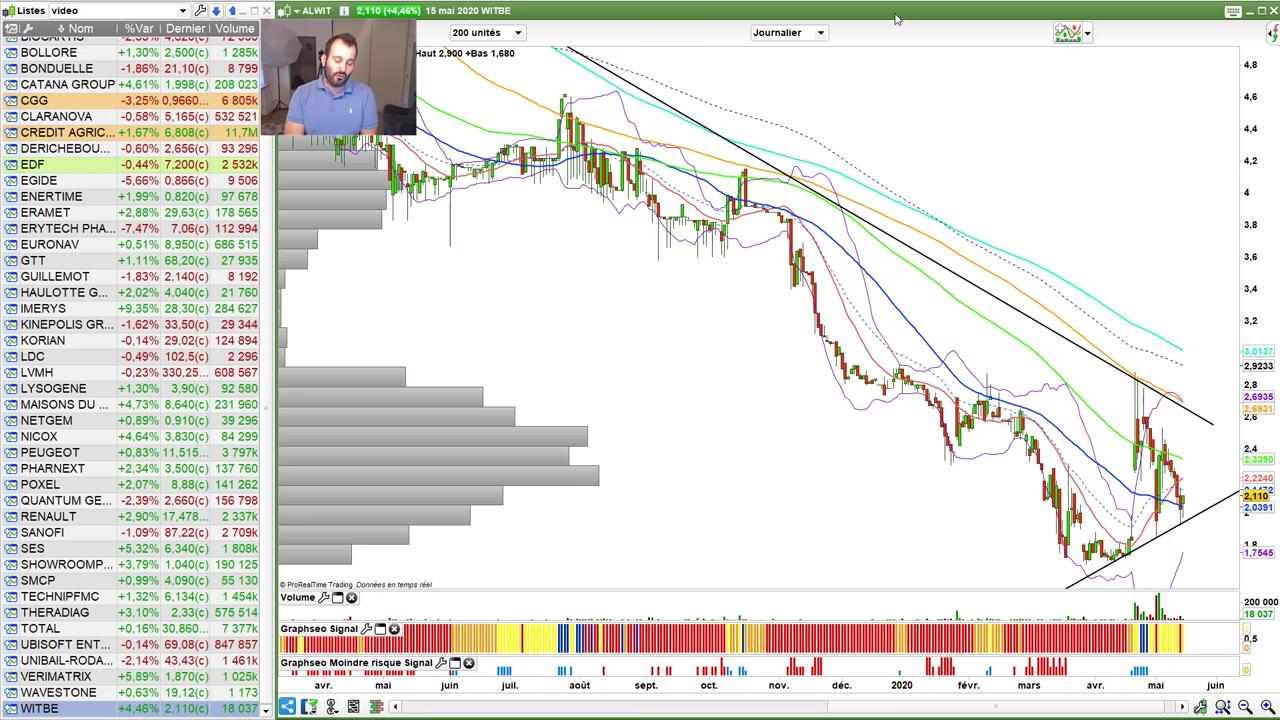 Listes video
ALWIT 2,110 (+4,46%) 15 mai 2020 WITBE
Nom %Var Dernier Volume
BOLLORE +1,30% 2,500(c) 1 285k
BONDUELLE -1,86% 21,10(c) 8 799
CATANA GROUP +4,61% 1,998(c) 208 023
CGG -3,25% 0,9660... 6 805k
CLARANOVA -0,58% 5,165(c) 532 521
CREDIT AGRIC... +1,67% 6,808(c) 11,7M
DERICHEBOU... -0,60% 2,656(c) 93 296
EDF -0,44% 7,200(c) 2 532k
EGIDE -5,66% 0,866(c) 9 506
ENERTIME +1,99% 0,820(c) 97 678
ERAMET +2,88% 29,63(c) 178 565
ERYTECH PHA... -7,47% 7,06(c) 112 994
EURONAV +0,51% 8,950(c) 686 515
GTT +1,11% 68,20(c) 57 238
GUILLEMOT -1,83% 2,140(c) 8 192
HAULOTTE G... +2,02% 4,040(c) 21 760
IMERYS +9,35% 28,30(c) 284 627
KINEPOLIS GR... -1,62% 33,50(c) 29 344
KORIAN -0,14% 29,02(c) 124 894
LDC -0,49% 102,5(c) 2 296
LVMH -0,23% 330,25... 608 567
LYSOGENE +1,30% 3,90(c) 92 580
MAISONS DU ... +4,73% 8,640(c) 231 960
NETGEM +0,89% 0,910(c) 39 296
NICOX +4,64% 3,830(c) 84 299
PEUGEOT +0,83% 11,515... 3 797k
PHARNEXT +2,34% 3,500(c) 137 760
POXEL +2,07% 8,88(c) 141 262
QUANTUM GE... -2,39% 2,660(c) 156 798
RENAULT +2,90% 17,478... 2 337k
SANOFI -1,09% 87,22(c) 2 709k
SES +5,32% 6,340(c) 1 808k
SHOWROOMP... +3,79% 1,040(c) 190 125
SMCP +0,99% 4,090(c) 55 130
TECHNIPFMC +1,32% 6,134(c) 1 454k
THERADIAG +3,10% 2,33(c) 575 514
TOTAL +0,16% 30,860... 7 377k
UBISOFT ENT... -0,14% 69,08(c) 847 857
UNIBAIL-RODA... -2,14% 43,43(c) 1 461k
VERIMATRIX +5,89% 1,870(c) 1 025k
WAVESTONE +0,63% 19,12(c) 1 173
WITBE +4,46% 2,110(c) 18 037
200 unités
Journalier
Haut 2,900 +Bas 1,680
4,8
4,6
4,4
4,2
4
3,8
3,6
3,4
3,2
3,0137
2,9233
2,8
2,6935
2,6931
2,6
2,4
2,3390
2,2240
2,110
2,0391
1,8
1,7545
© ProRealTime Trading Données en temps réel
Volume
200 000
18 037
Graphseo Signal
0,5
0
Graphseo Moindre risque Signal
0
avr. mai juin juil. août sept. oct. nov. déc. 2020 févr. mars avr. mai juin